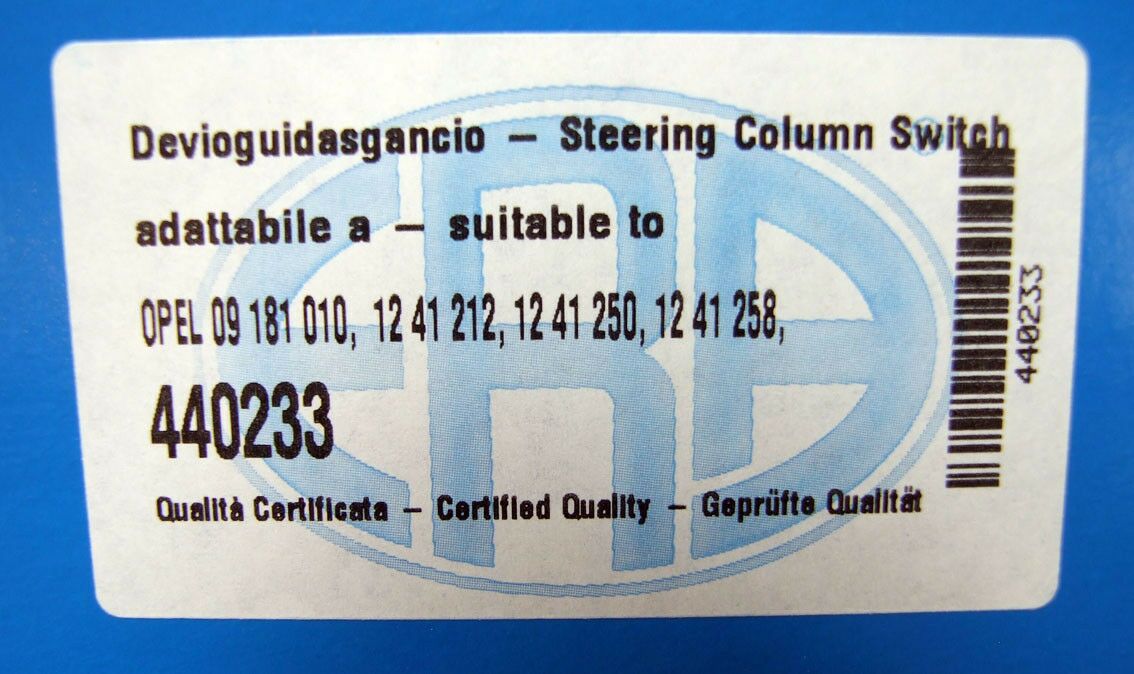 Devioguidasgancio — Steering Column Switch
adattabile a — suitable to
OPEL 09 181 010, 12 41 212, 12 41 250, 12 41 258,
440233
Qualità Certificata — Certified Quality — Geprüfte Qualität
440233
ERA
®